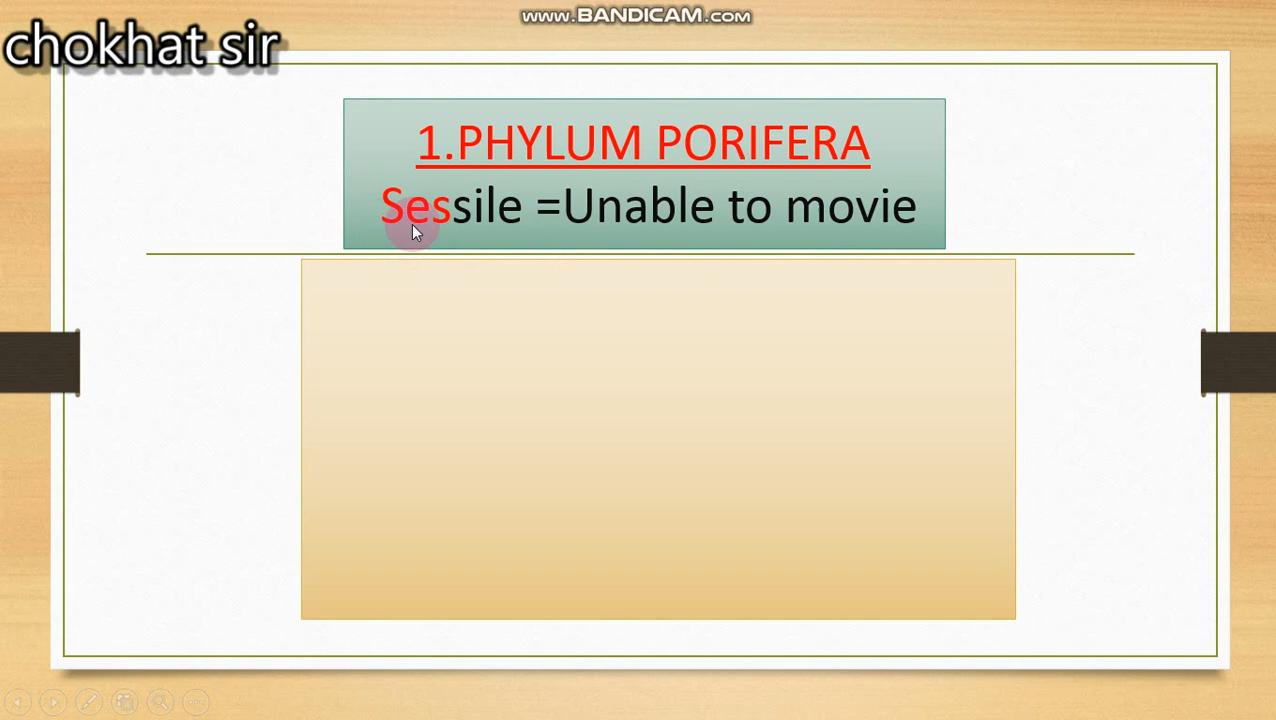 www.BANDICAM.com
chokhat sir
1.PHYLUM PORIFERA
Sessile =Unable to movie